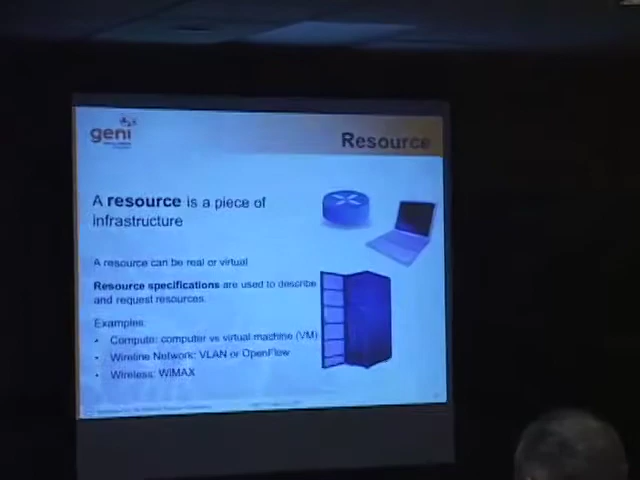 geni
Resource
A resource is a piece of
infrastructure
A resource can be real or virtual
Resource specifications are used to describe
and request resources.
Examples:
• Compute: computer vs virtual machine (VM)
• Wireline Network: VLAN or OpenFlow
• Wireless: WiMAX